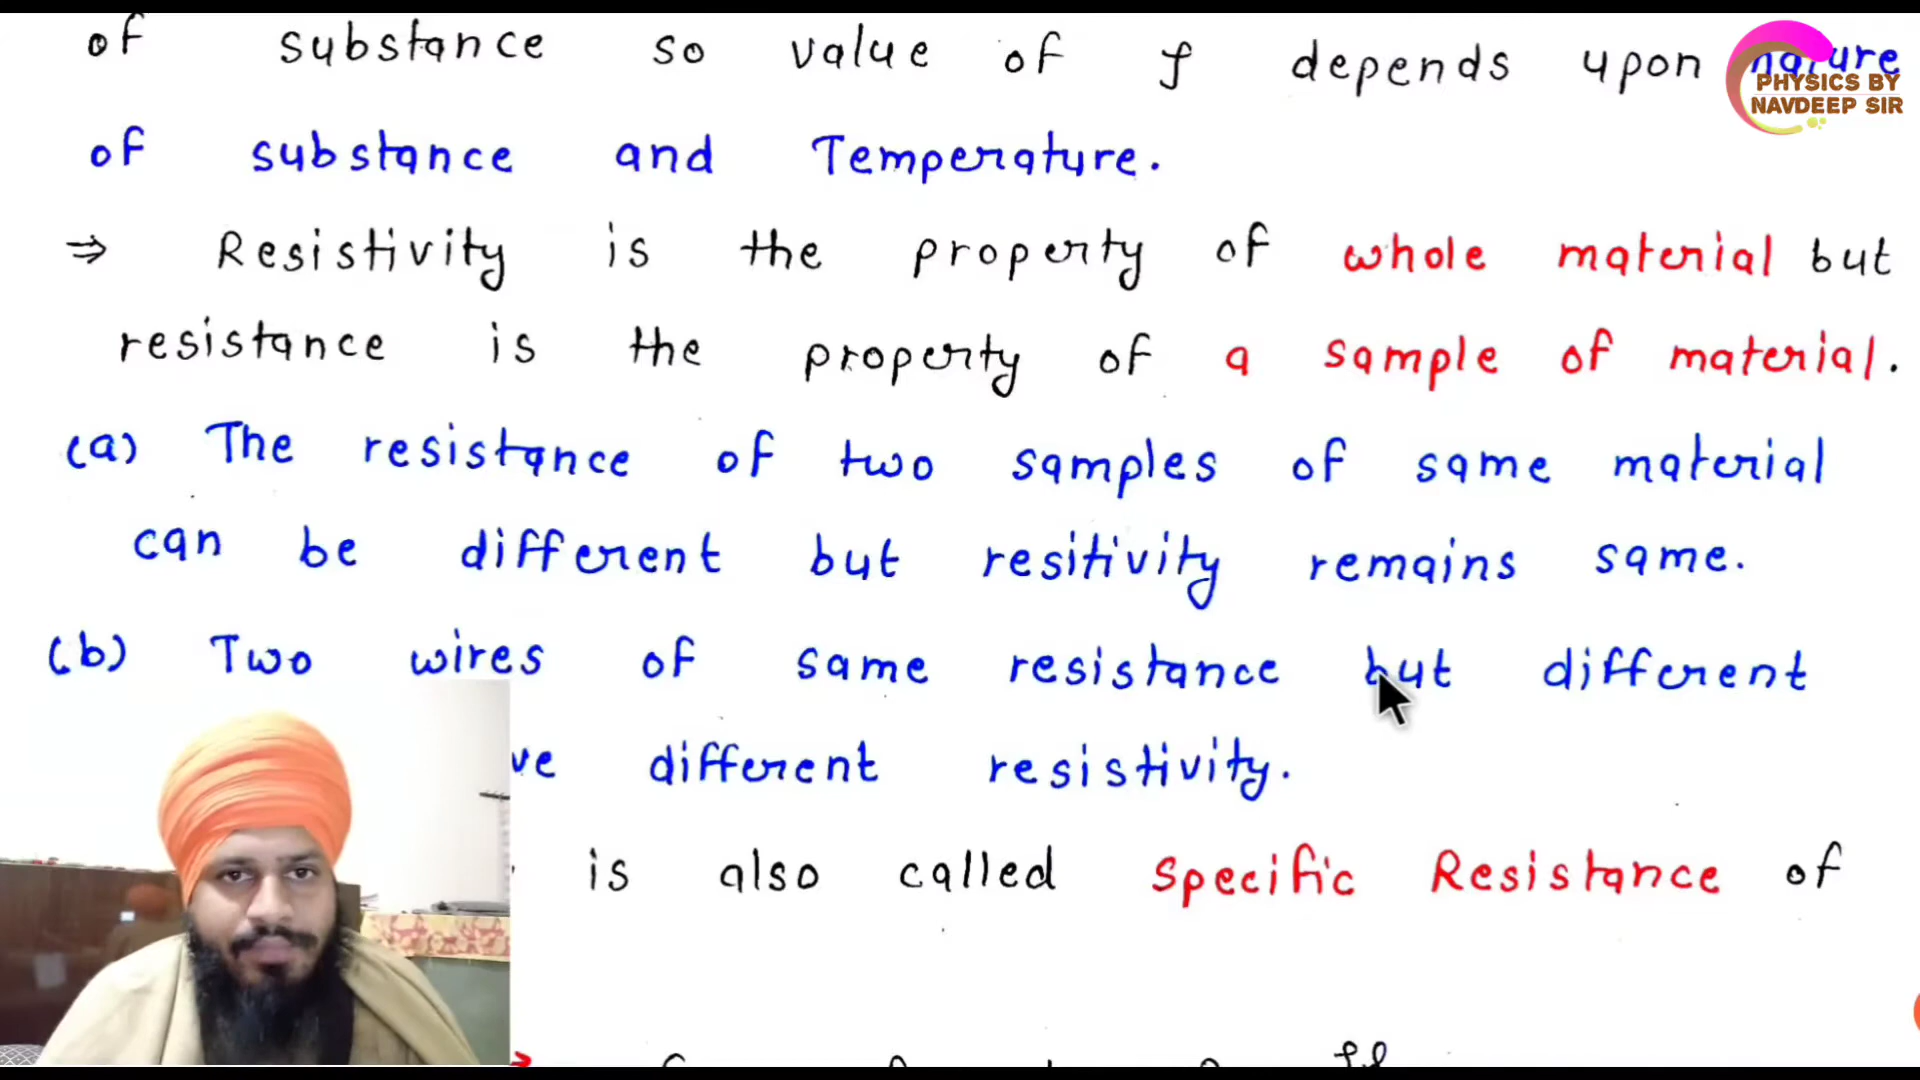 of substance so value of ρ depends upon nature
PHYSICS BY
NAVDEEP SIR
of substance and Temperature.
⇒ Resistivity is the property of whole material but
resistance is the property of a sample of material.
(a) The resistance of two samples of same material
can be different but resitivity remains same.
(b) Two wires of same resistance but different
ve different resistivity.
is also called Specific Resistance of